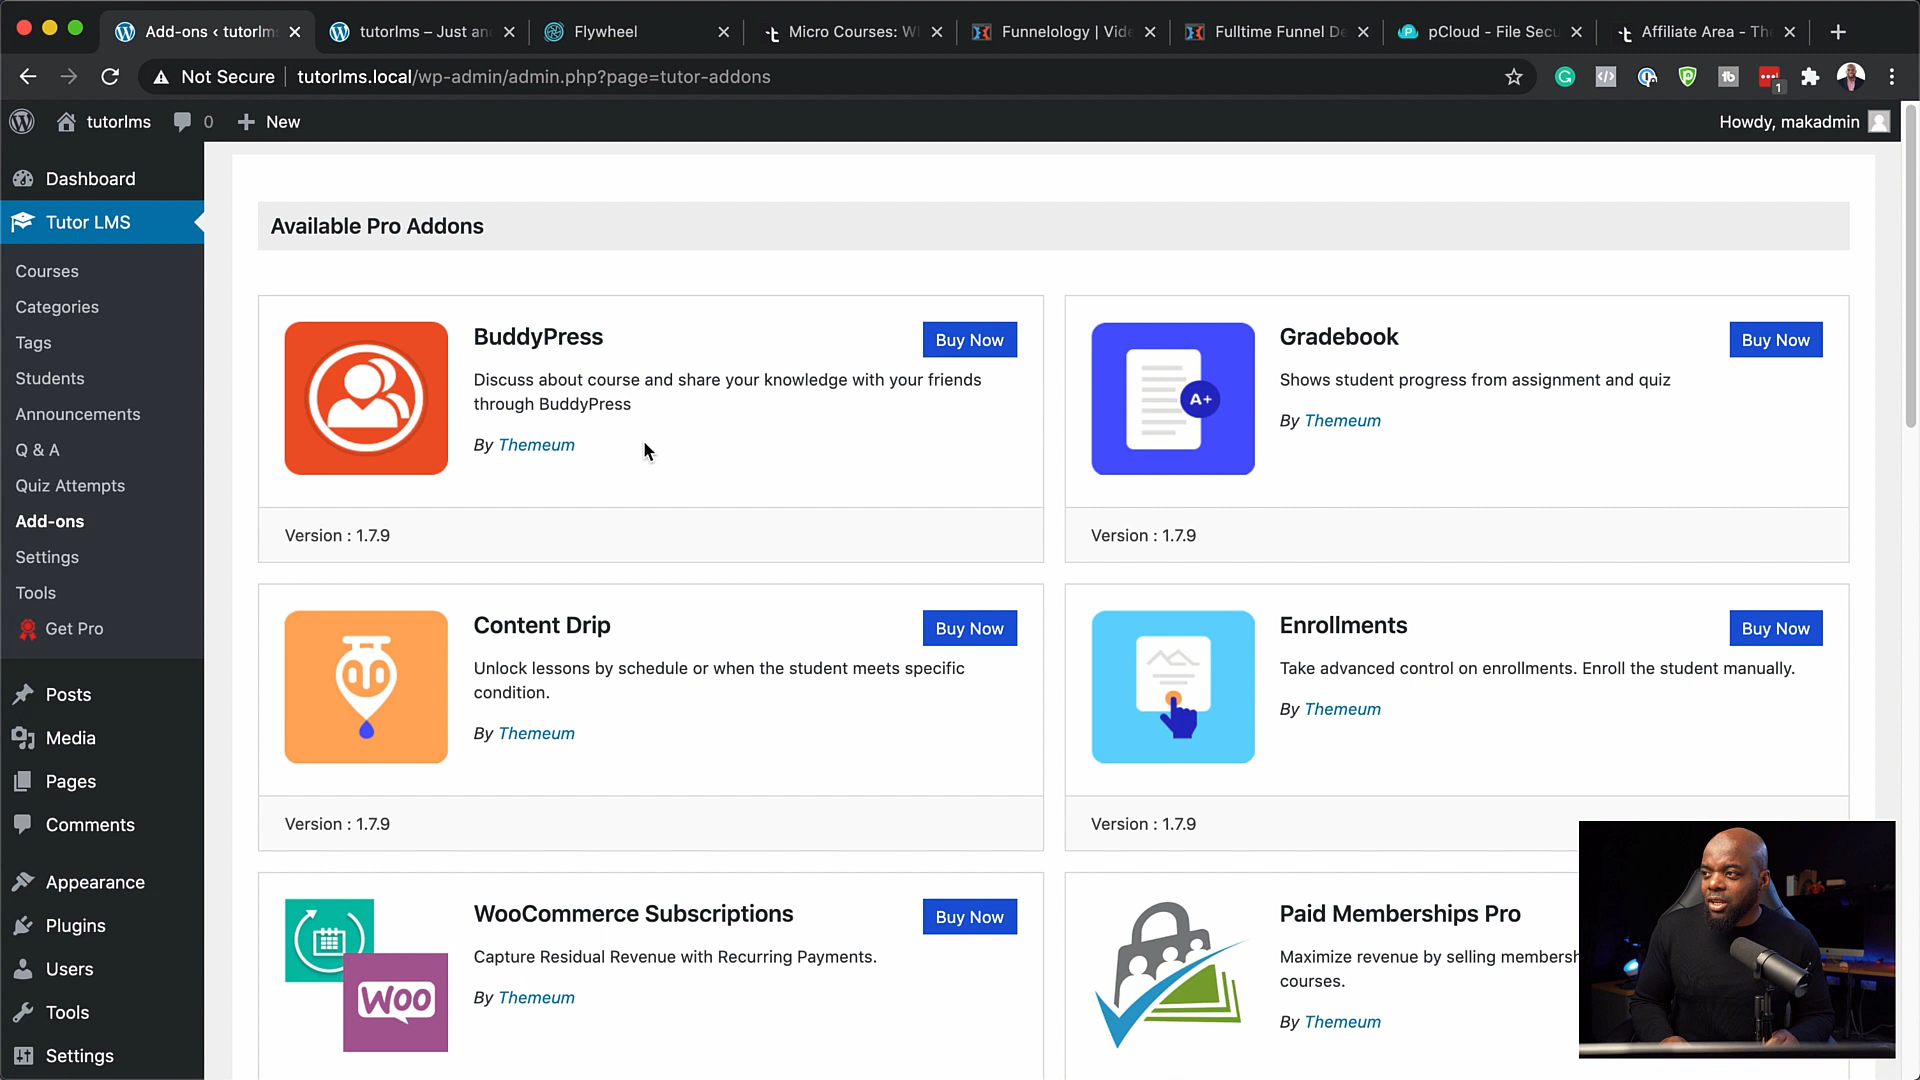 Add-ons ‹ tutorlm
tutorlms – Just an
Flywheel
Micro Courses: W
Funnelology | Vid
Fulltime Funnel D
pCloud - File Secu
Affiliate Area - Th
Not Secure
tutorlms.local/wp-admin/admin.php?page=tutor-addons
1
tutorlms
0
New
Howdy, makadmin
Dashboard
Tutor LMS
Courses
Categories
Tags
Students
Announcements
Q & A
Quiz Attempts
Add-ons
Settings
Tools
Get Pro
Posts
Media
Pages
Comments
Appearance
Plugins
Users
Tools
Settings
Available Pro Addons
BuddyPress
Buy Now
Discuss about course and share your knowledge with your friends
through BuddyPress
By Themeum
Version : 1.7.9
A+
Gradebook
Buy Now
Shows student progress from assignment and quiz
By Themeum
Version : 1.7.9
Content Drip
Buy Now
Unlock lessons by schedule or when the student meets specific
condition.
By Themeum
Version : 1.7.9
Enrollments
Buy Now
Take advanced control on enrollments. Enroll the student manually.
By Themeum
Version : 1.7.9
WOO
WooCommerce Subscriptions
Buy Now
Capture Residual Revenue with Recurring Payments.
By Themeum
Paid Memberships Pro
Maximize revenue by selling membersh
courses.
By Themeum